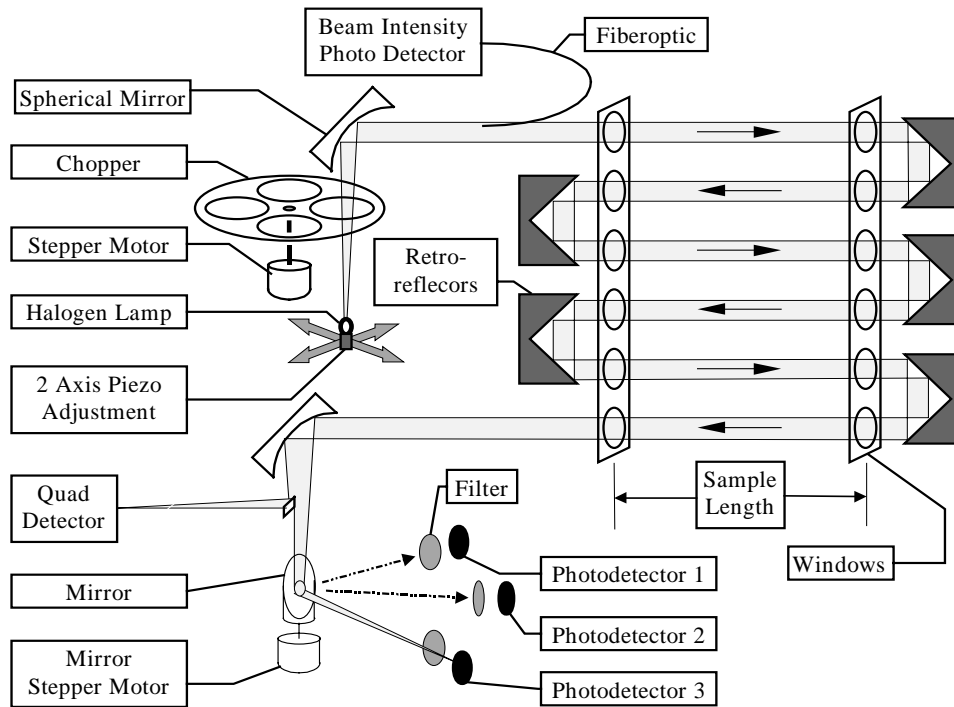 Beam Intensity
Photo Detector
Fiberoptic
Spherical Mirror
Chopper
Stepper Motor
Retro-
reflecors
Halogen Lamp
2 Axis Piezo
Adjustment
Quad
Detector
Filter
Sample
Length
Windows
Photodetector 1
Mirror
Photodetector 2
Mirror
Stepper Motor
Photodetector 3